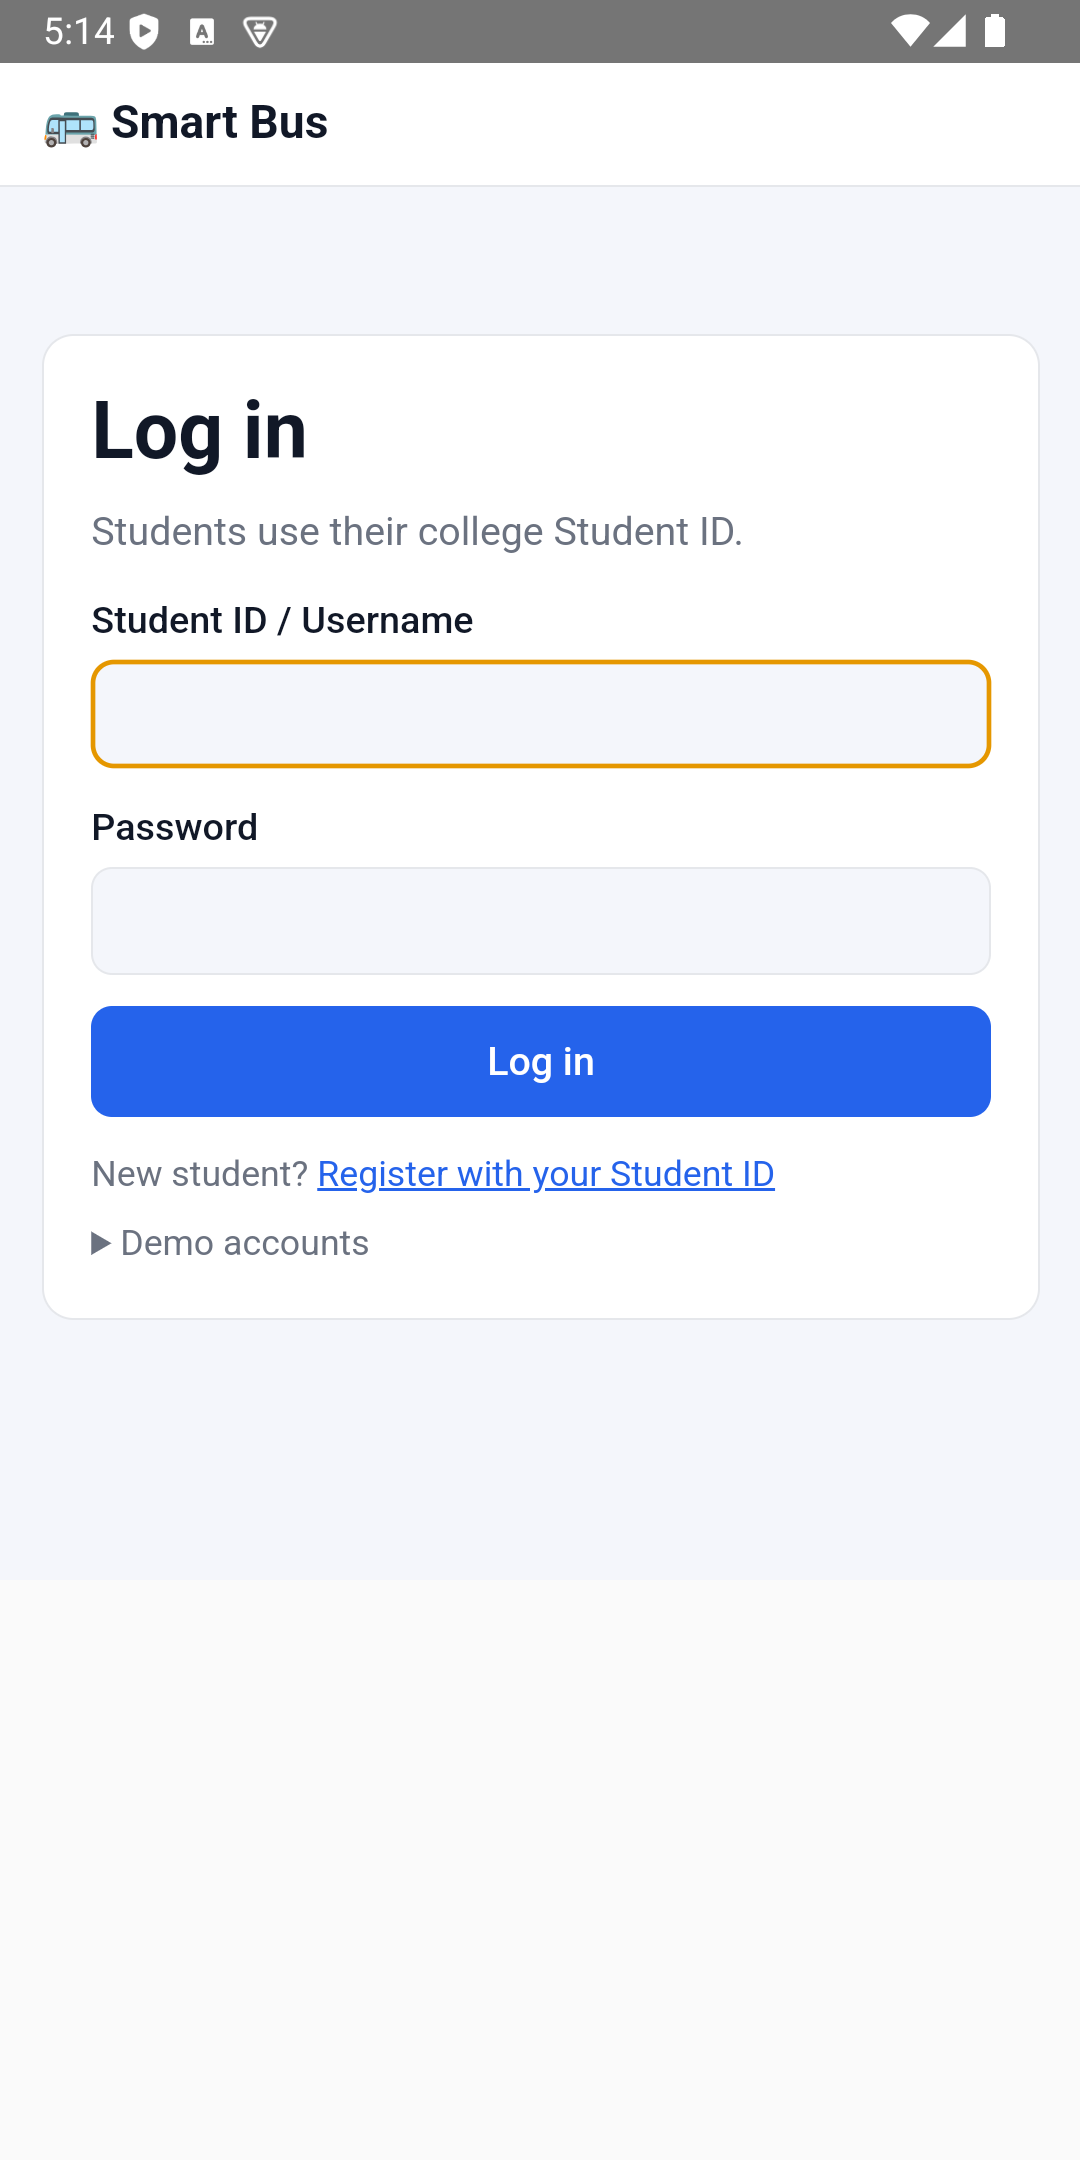 5:14
Smart Bus
Log in
Students use their college Student ID.
Student ID / Username
Password
Log in
New student? Register with your Student ID
Demo accounts